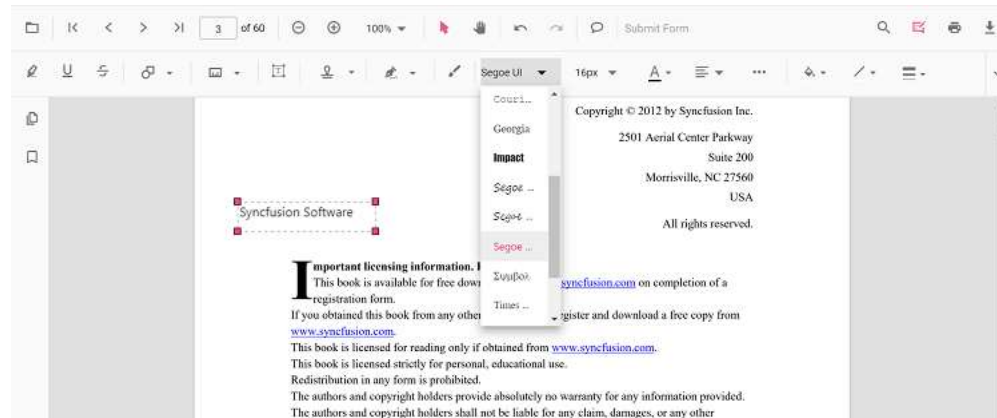 3 of 60 100% Submit Form
Segoe UI 16px A
Couri...
Georgia
Impact
Segoe ...
Segoe ...
Segoe ...
Συμβολ
Times ...
Copyright © 2012 by Syncfusion Inc.
2501 Aerial Center Parkway
Suite 200
Morrisville, NC 27560
USA
All rights reserved.
Syncfusion Software
Important licensing information.
This book is available for free syncfusion.com on completion of a
registration form.
If you obtained this book from any other register and download a free copy from
www.syncfusion.com.
This book is licensed for reading only if obtained from www.syncfusion.com.
This book is licensed strictly for personal, educational use.
Redistribution in any form is prohibited.
The authors and copyright holders provide absolutely no warranty for any information provided.
The authors and copyright holders shall not be liable for any claim, damages, or any other